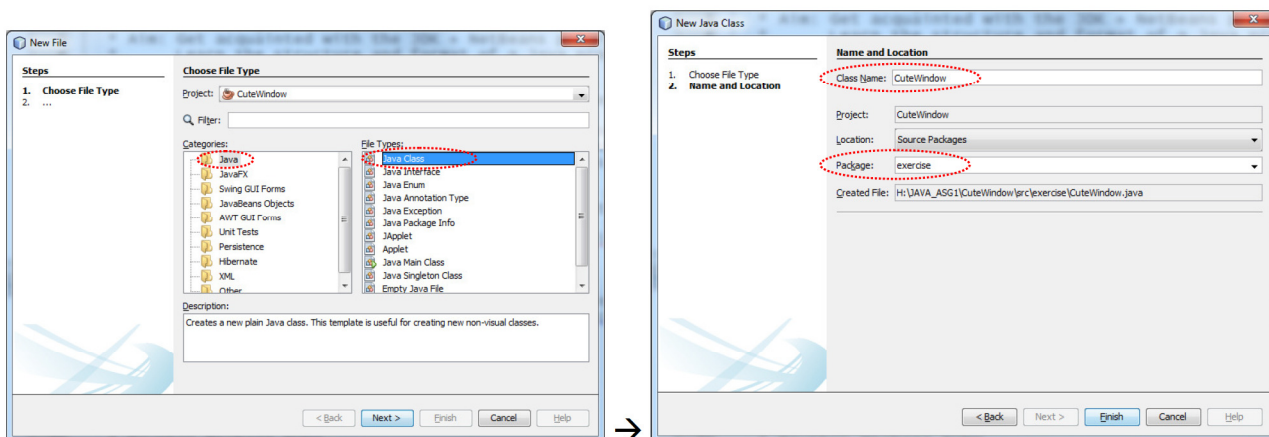 New File
Steps
1. Choose File Type
2. ...
Choose File Type
Project: CuteWindow
Filter:
Categories:
Java
JavaFX
Swing GUI Forms
JavaBeans Objects
AWT GUI Forms
Unit Tests
Persistence
Hibernate
XML
Other
File Types:
Java Class
Java Interface
Java Enum
Java Annotation Type
Java Exception
Java Package Info
JApplet
Applet
Java Main Class
Java Singleton Class
Empty Java File
Description:
Creates a new plain Java class. This template is useful for creating new non-visual classes.
< Back Next > Finish Cancel Help
→
New Java Class
Steps
1. Choose File Type
2. Name and Location
Name and Location
Class Name: CuteWindow
Project: CuteWindow
Location: Source Packages
Package: exercise
Created File: H:\JAVA_ASG1\CuteWindow\src\exercise\CuteWindow.java
< Back Next > Finish Cancel Help